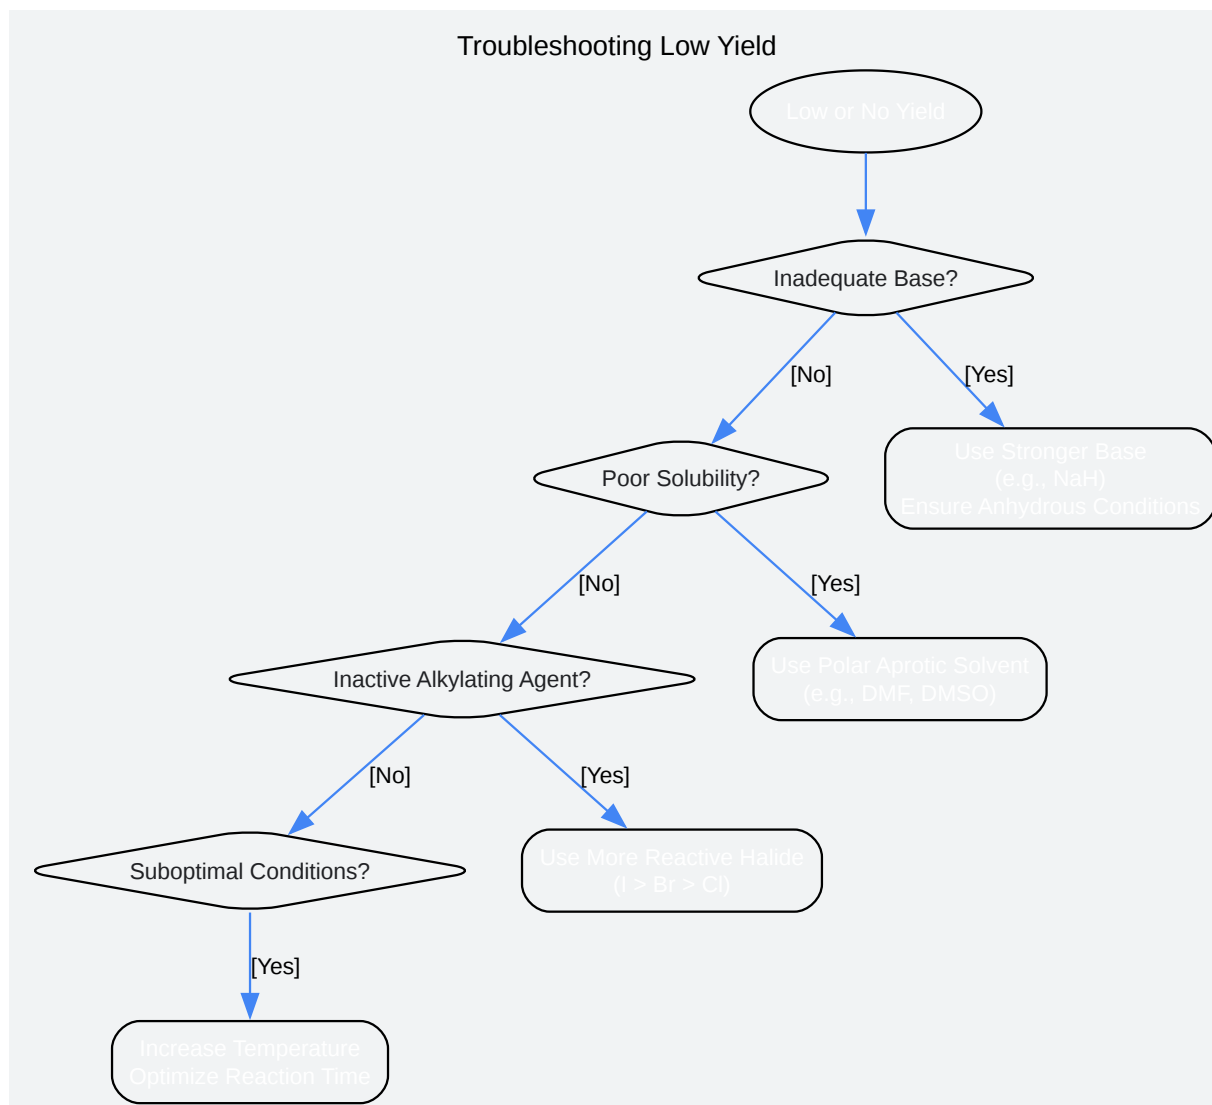 Troubleshooting Low Yield
Low or No Yield
Inadequate Base?
[No]
[Yes]
Use Stronger Base
(e.g., NaH)
Ensure Anhydrous Conditions
Poor Solubility?
[No]
[Yes]
Use Polar Aprotic Solvent
(e.g., DMF, DMSO)
Inactive Alkylating Agent?
[No]
[Yes]
Use More Reactive Halide
(I > Br > Cl)
Suboptimal Conditions?
[Yes]
Increase Temperature
Optimize Reaction Time